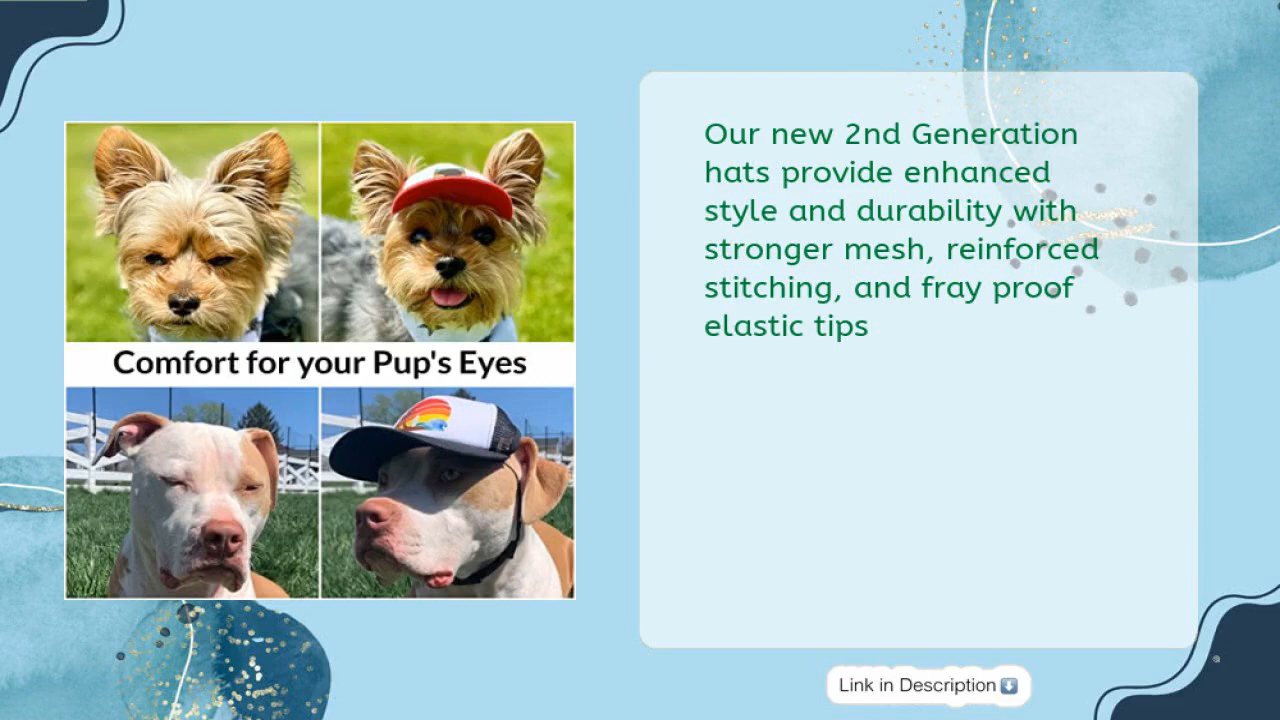 Comfort for your Pup's Eyes
Our new 2nd Generation
hats provide enhanced
style and durability with
stronger mesh, reinforced
stitching, and fray proof
elastic tips
Link in Description